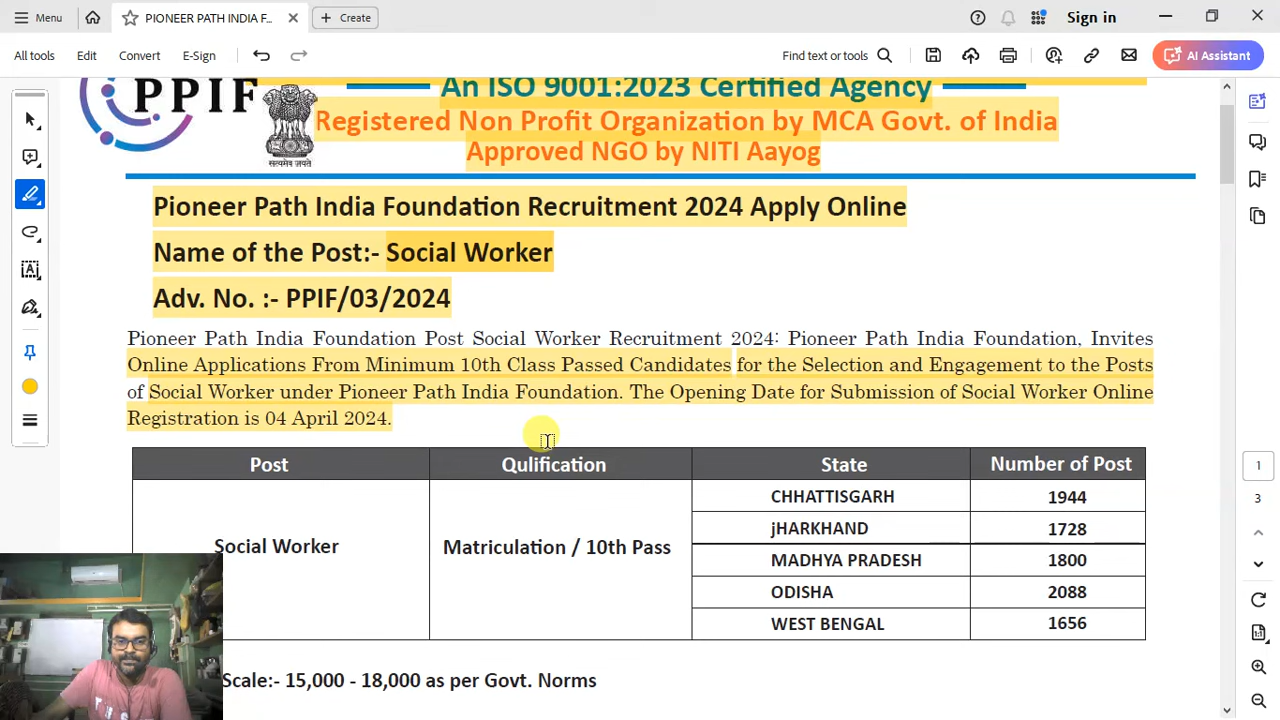 Menu
PIONEER PATH INDIA F...
Create
Sign in
All tools Edit Convert E-Sign
Find text or tools
AI Assistant
PPIF
An ISO 9001:2023 Certified Agency
Registered Non Profit Organization by MCA Govt. of India
सत्यमेव जयते
Approved NGO by NITI Aayog
Pioneer Path India Foundation Recruitment 2024 Apply Online
Name of the Post:- Social Worker
Adv. No. :- PPIF/03/2024
Pioneer Path India Foundation Post Social Worker Recruitment 2024: Pioneer Path India Foundation, Invites
Online Applications From Minimum 10th Class Passed Candidates for the Selection and Engagement to the Posts
of Social Worker under Pioneer Path India Foundation. The Opening Date for Submission of Social Worker Online
Registration is 04 April 2024.
Post Qulification State Number of Post
CHHATTISGARH 1944
jHARKHAND 1728
Social Worker Matriculation / 10th Pass
MADHYA PRADESH 1800
ODISHA 2088
WEST BENGAL 1656
Scale:- 15,000 - 18,000 as per Govt. Norms
1
3